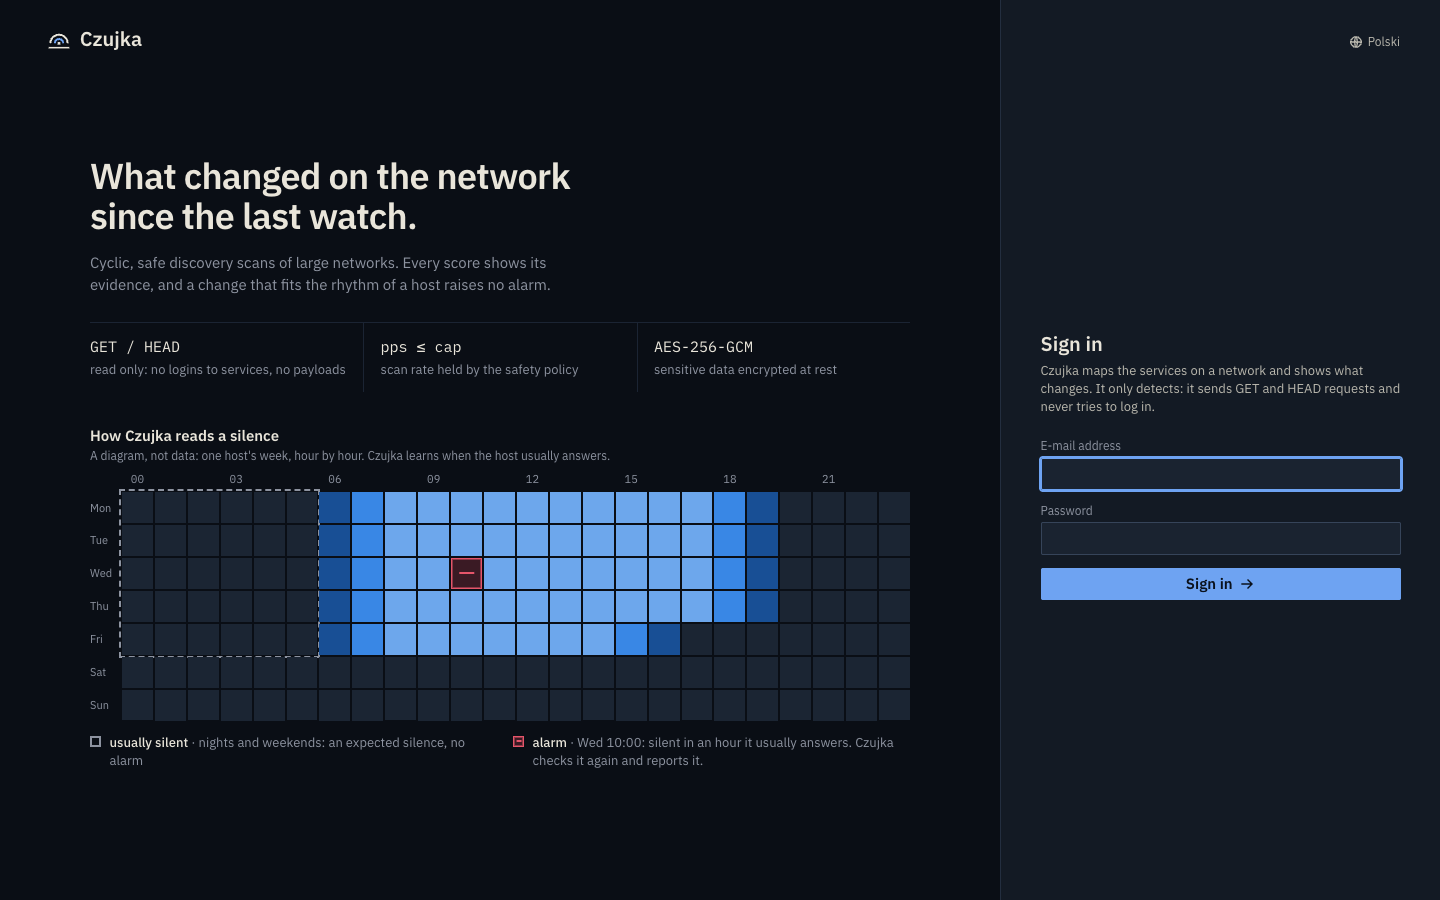 Czujka
Polski
What changed on the network
since the last watch.
Cyclic, safe discovery scans of large networks. Every score shows its
evidence, and a change that fits the rhythm of a host raises no alarm.
GET / HEAD
read only: no logins to services, no payloads
pps ≤ cap
scan rate held by the safety policy
AES-256-GCM
sensitive data encrypted at rest
How Czujka reads a silence
A diagram, not data: one host's week, hour by hour. Czujka learns when the host usually answers.
00 03 06 09 12 15 18 21
Mon
Tue
Wed
Thu
Fri
Sat
Sun
usually silent · nights and weekends: an expected silence, no
alarm
alarm · Wed 10:00: silent in an hour it usually answers. Czujka
checks it again and reports it.
Sign in
Czujka maps the services on a network and shows what
changes. It only detects: it sends GET and HEAD requests and
never tries to log in.
E-mail address
Password
Sign in →